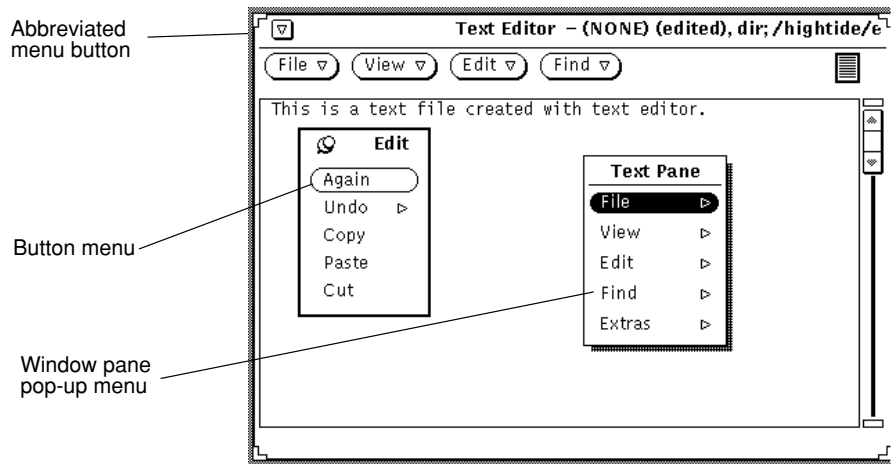 Abbreviated
menu button
Text Editor – (NONE) (edited), dir; /hightide/e
File
View
Edit
Find
This is a text file created with text editor.
Edit
Again
Undo
Copy
Paste
Cut
Text Pane
File
View
Edit
Find
Extras
Button menu
Window pane
pop-up menu